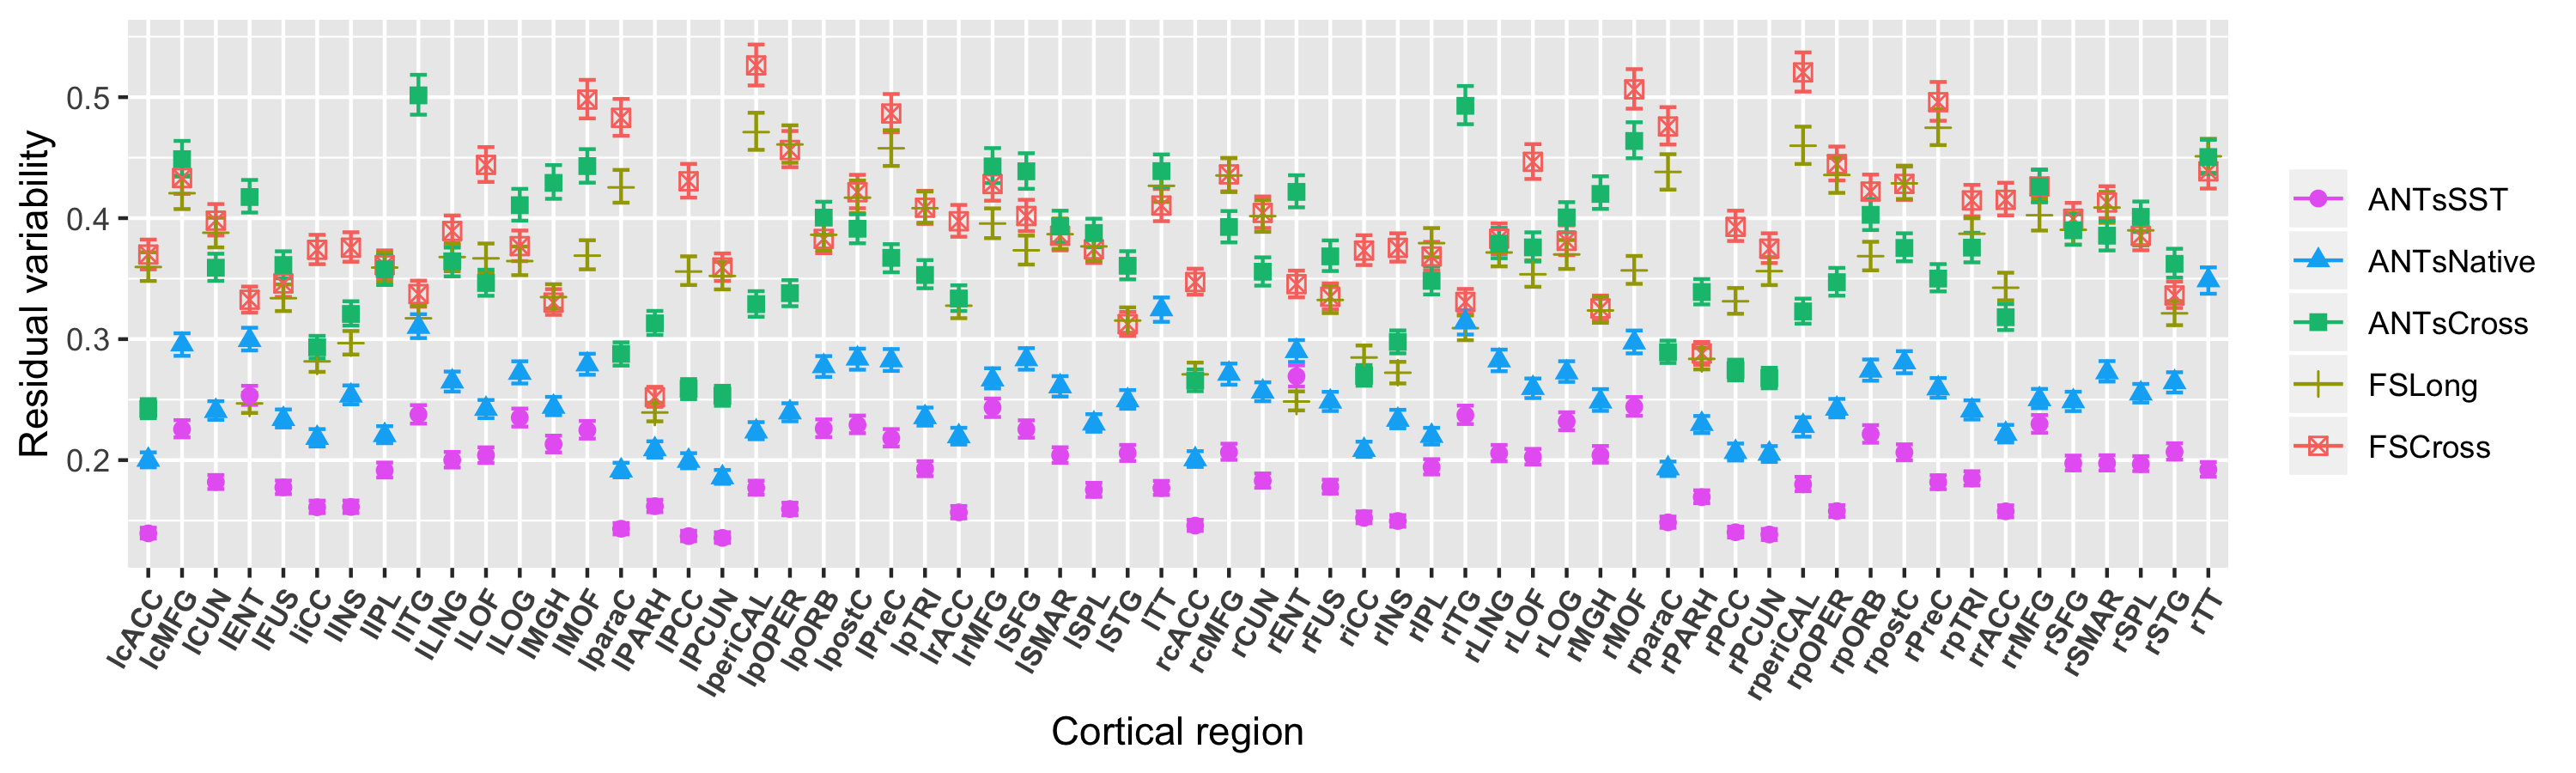 Residual variability
0.5
0.4
0.3
0.2
lcACC
lcMFG
lCUN
lENT
lFUS
liCC
lINS
lIPL
lITG
lLING
lLOF
lLOG
lMGH
lMOF
lparaC
lPARH
lPCC
lPCUN
lperiCAL
lpOPER
lpORB
lpostC
lPreC
lpTRI
lrACC
lrMFG
lSFG
lSMAR
lSPL
lSTG
lTT
rcACC
rcMFG
rCUN
rENT
rFUS
riCC
rINS
rIPL
rITG
rLING
rLOF
rLOG
rMGH
rMOF
rparaC
rPARH
rPCC
rPCUN
rperiCAL
rpOPER
rpORB
rpostC
rPreC
rpTRI
rrACC
rrMFG
rSFG
rSMAR
rSPL
rSTG
rTT
Cortical region
ANTsSST
ANTsNative
ANTsCross
FSLong
FSCross